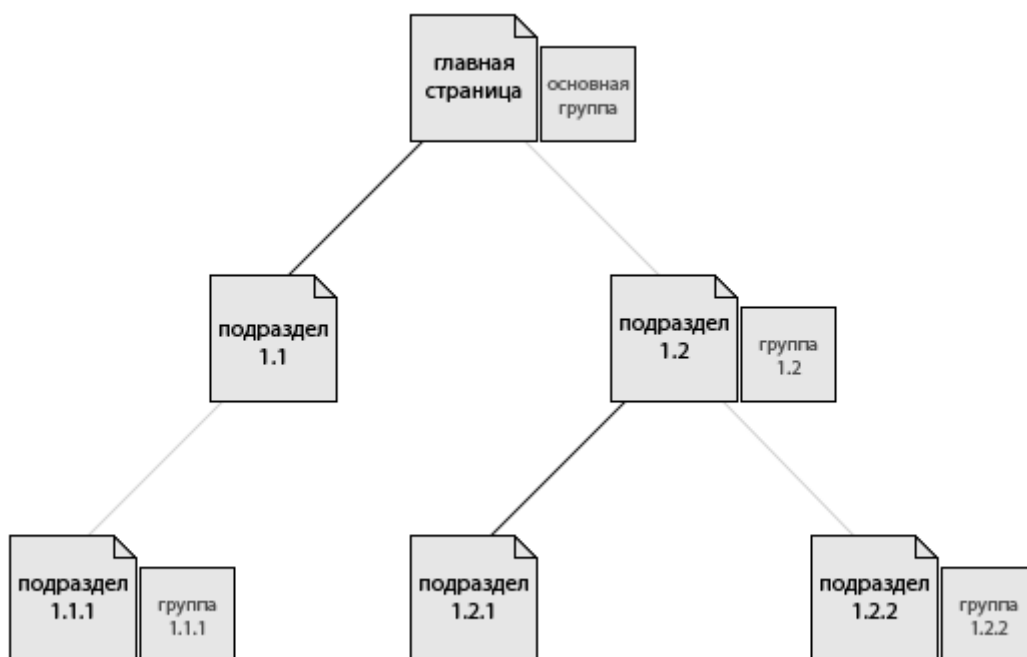 главная
страница
основная
группа
подраздел
1.1
подраздел
1.2
группа
1.2
подраздел
1.1.1
группа
1.1.1
подраздел
1.2.1
подраздел
1.2.2
группа
1.2.2